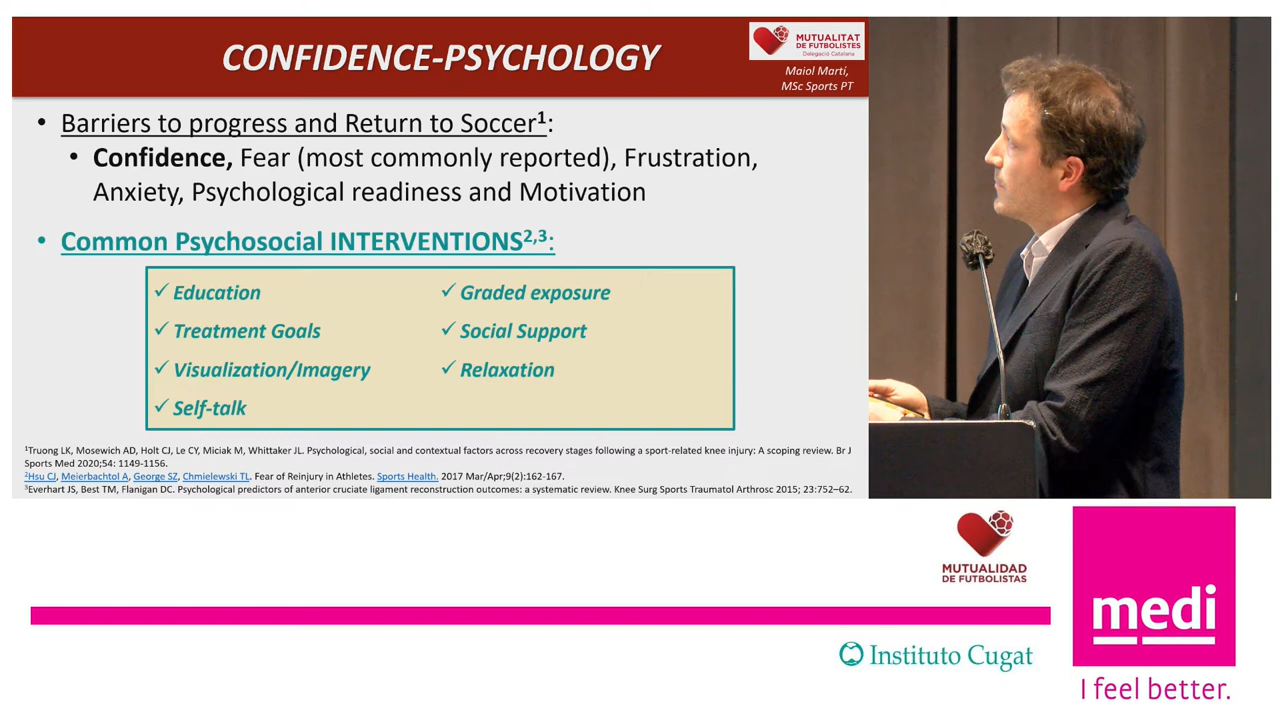 CONFIDENCE-PSYCHOLOGY
MUTUALITAT
DE FUTBOLISTES
Delegació Catalana
Maiol Martí,
MSc Sports PT
• Barriers to progress and Return to Soccer1:
• Confidence, Fear (most commonly reported), Frustration,
Anxiety, Psychological readiness and Motivation
• Common Psychosocial INTERVENTIONS2,3:
✓ Education
✓ Treatment Goals
✓ Visualization/Imagery
✓ Self-talk
✓ Graded exposure
✓ Social Support
✓ Relaxation
1Truong LK, Mosewich AD, Holt CJ, Le CY, Miciak M, Whittaker JL. Psychological, social and contextual factors across recovery stages following a sport-related knee injury: A scoping review. Br J
Sports Med 2020;54: 1149-1156.
2Hsu CJ, Meierbachtol A, George SZ, Chmielewski TL. Fear of Reinjury in Athletes. Sports Health. 2017 Mar/Apr;9(2):162-167.
3Everhart JS, Best TM, Flanigan DC. Psychological predictors of anterior cruciate ligament reconstruction outcomes: a systematic review. Knee Surg Sports Traumatol Arthrosc 2015; 23:752–62.
MUTUALIDAD
DE FUTBOLISTAS
medi
Instituto Cugat
I feel better.